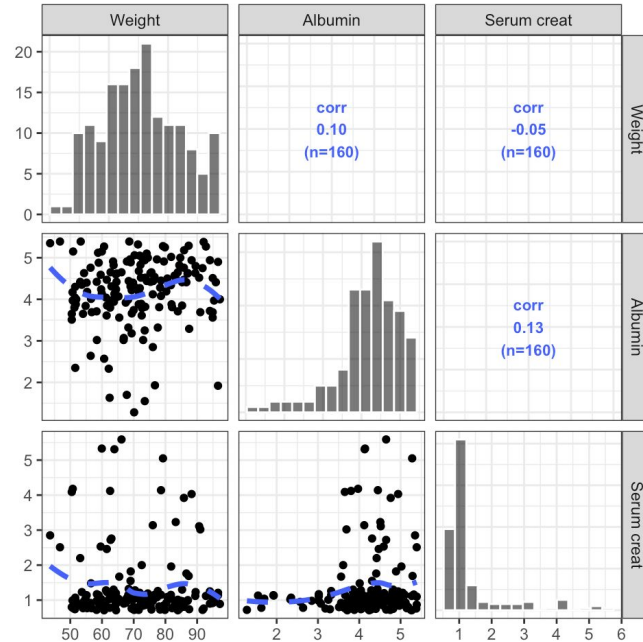 Weight Albumin Serum creat
20
15
10
5
0
corr
0.10
(n=160)
corr
-0.05
(n=160)
Weight
5
4
3
2
corr
0.13
(n=160)
Albumin
5
4
3
2
1
Serum creat
50 60 70 80 90 2 3 4 5 1 2 3 4 5 6